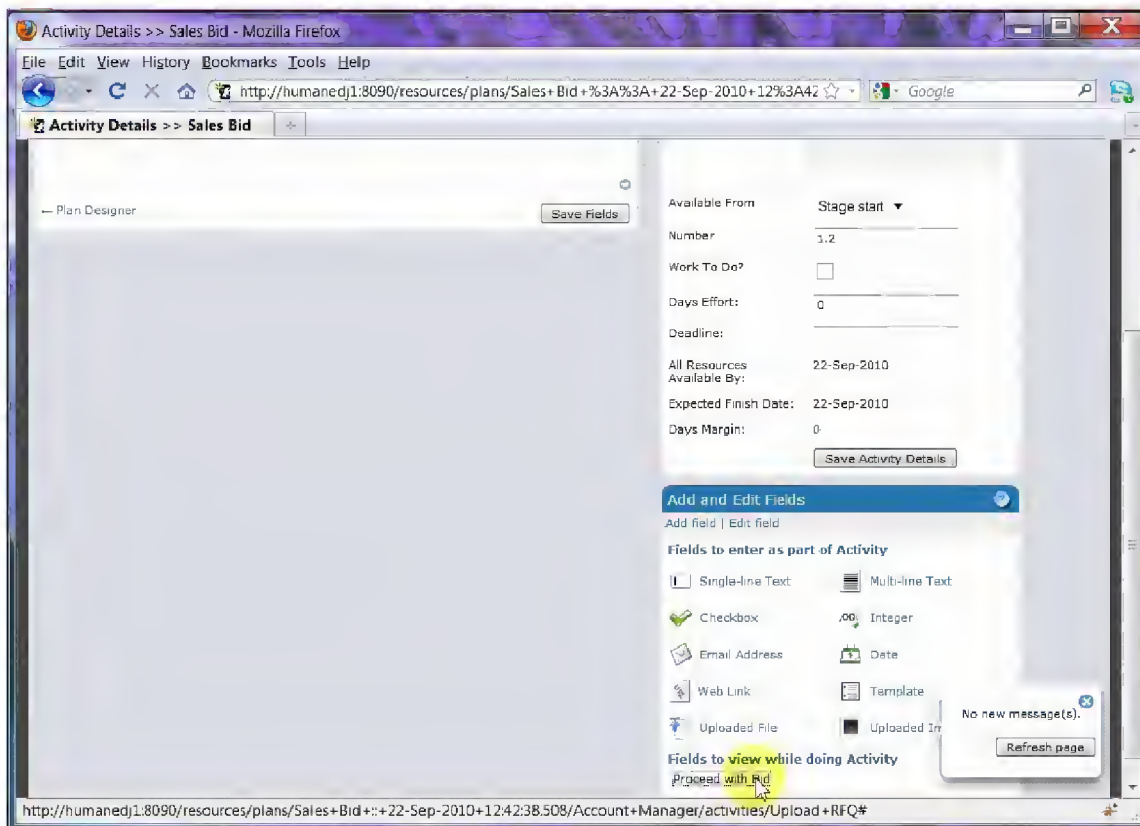 Activity Details >> Sales Bid - Mozilla Firefox
File Edit View History Bookmarks Tools Help
http://humanedj1:8090/resources/plans/Sales+Bid+%3A%3A+22-Sep-2010+12%3A42
Google
Activity Details >> Sales Bid
← Plan Designer
Save Fields
Available From Stage start
Number 1.2
Work To Do?
Days Effort: 0
Deadline:
All Resources Available By: 22-Sep-2010
Expected Finish Date: 22-Sep-2010
Days Margin: 0
Save Activity Details
Add and Edit Fields
Add field | Edit field
Fields to enter as part of Activity
Single-line Text Multi-line Text
Checkbox .00 Integer
Email Address Date
Web Link Template
Uploaded File Uploaded Im
No new message(s).
Refresh page
Fields to view while doing Activity
Proceed with Bid
http://humanedj1:8090/resources/plans/Sales+Bid+::+22-Sep-2010+12:42:38.508/Account+Manager/activities/Upload+RFQ#